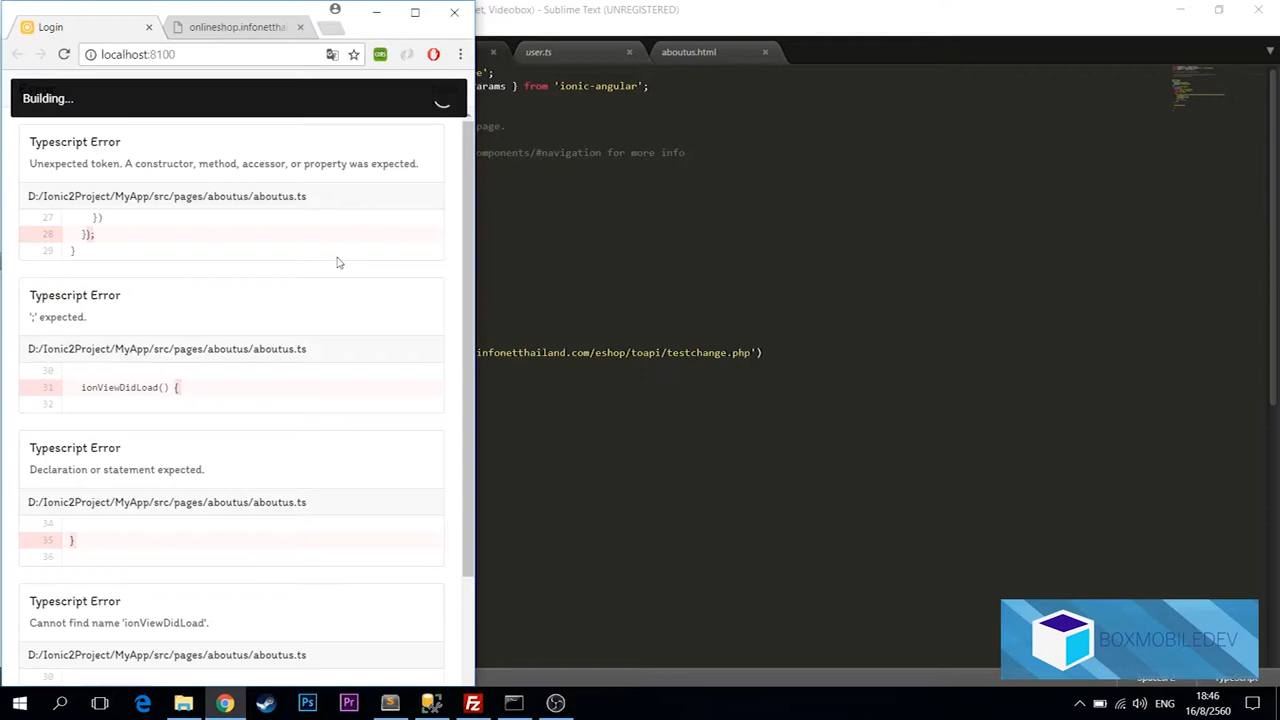 et, Videobox) - Sublime Text (UNREGISTERED)
Login
onlineshop.infonettha
localhost:8100
user.ts
aboutus.html
e';
arams } from 'ionic-angular';
page.
omponents/#navigation for more info
infonetthailand.com/eshop/toapi/testchange.php')
Building...
Typescript Error
Unexpected token. A constructor, method, accessor, or property was expected.
D:/Ionic2Project/MyApp/src/pages/aboutus/aboutus.ts
27 })
28 });
29 }
Typescript Error
';' expected.
D:/Ionic2Project/MyApp/src/pages/aboutus/aboutus.ts
30
31 ionViewDidLoad() {
32
Typescript Error
Declaration or statement expected.
D:/Ionic2Project/MyApp/src/pages/aboutus/aboutus.ts
34
35 }
36
Typescript Error
Cannot find name 'ionViewDidLoad'.
D:/Ionic2Project/MyApp/src/pages/aboutus/aboutus.ts
30
BOXMOBILEDEV
ENG
18:46
16/8/2560